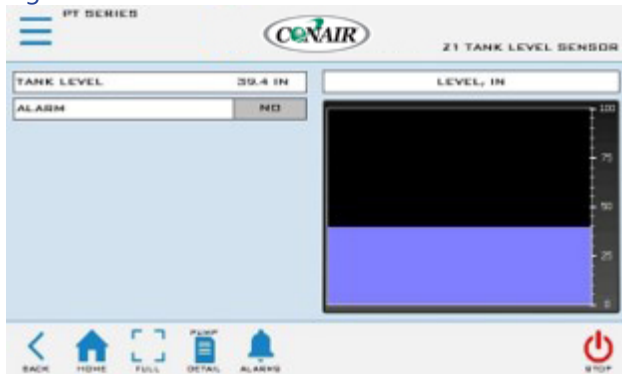 PT SERIES
CONAIR
Z1 TANK LEVEL SENSOR
TANK LEVEL 39.4 IN
LEVEL, IN
ALARM NO
100
75
50
25
0
BACK
HOME
FULL
PUMP
DETAIL
ALARMS
STOP